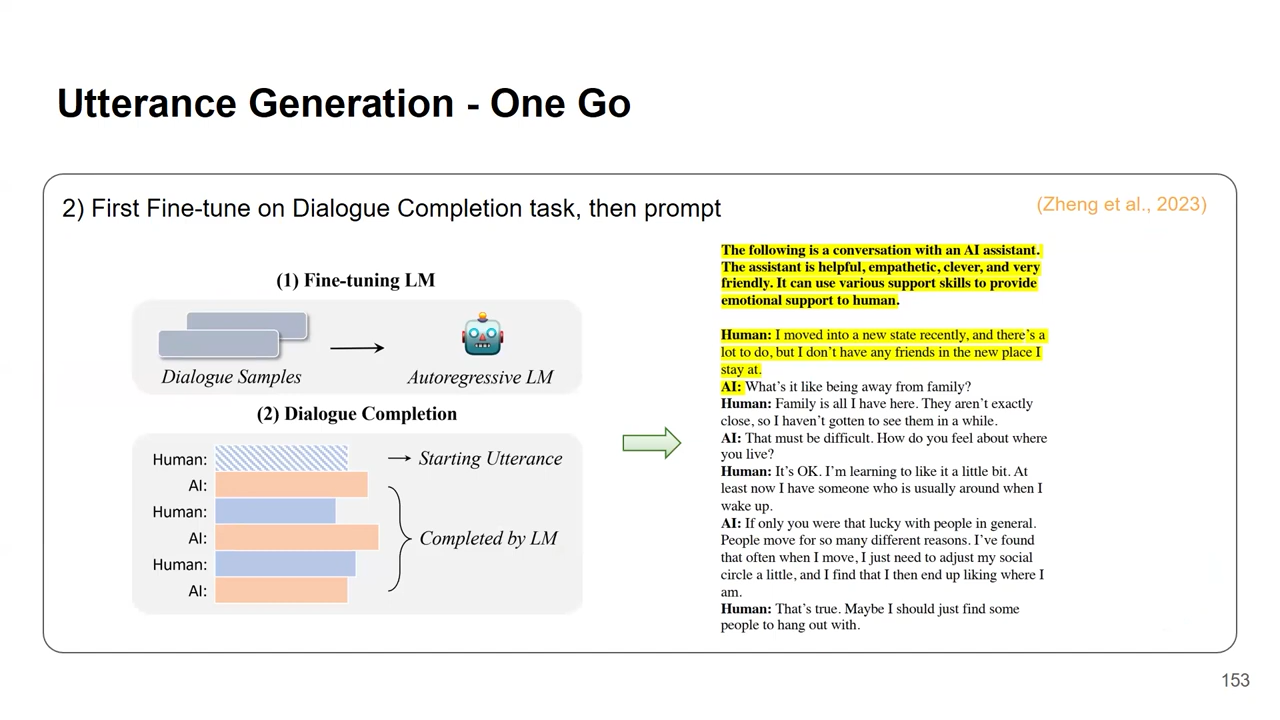 Utterance Generation - One Go
2) First Fine-tune on Dialogue Completion task, then prompt
(Zheng et al., 2023)
(1) Fine-tuning LM
Dialogue Samples
Autoregressive LM
(2) Dialogue Completion
Human:
Starting Utterance
AI:
Human:
AI:
Completed by LM
Human:
AI:
The following is a conversation with an AI assistant.
The assistant is helpful, empathetic, clever, and very
friendly. It can use various support skills to provide
emotional support to human.
Human: I moved into a new state recently, and there's a
lot to do, but I don't have any friends in the new place I
stay at.
AI: What's it like being away from family?
Human: Family is all I have here. They aren't exactly
close, so I haven't gotten to see them in a while.
AI: That must be difficult. How do you feel about where
you live?
Human: It's OK. I'm learning to like it a little bit. At
least now I have someone who is usually around when I
wake up.
AI: If only you were that lucky with people in general.
People move for so many different reasons. I've found
that often when I move, I just need to adjust my social
circle a little, and I find that I then end up liking where I
am.
Human: That's true. Maybe I should just find some
people to hang out with.
153